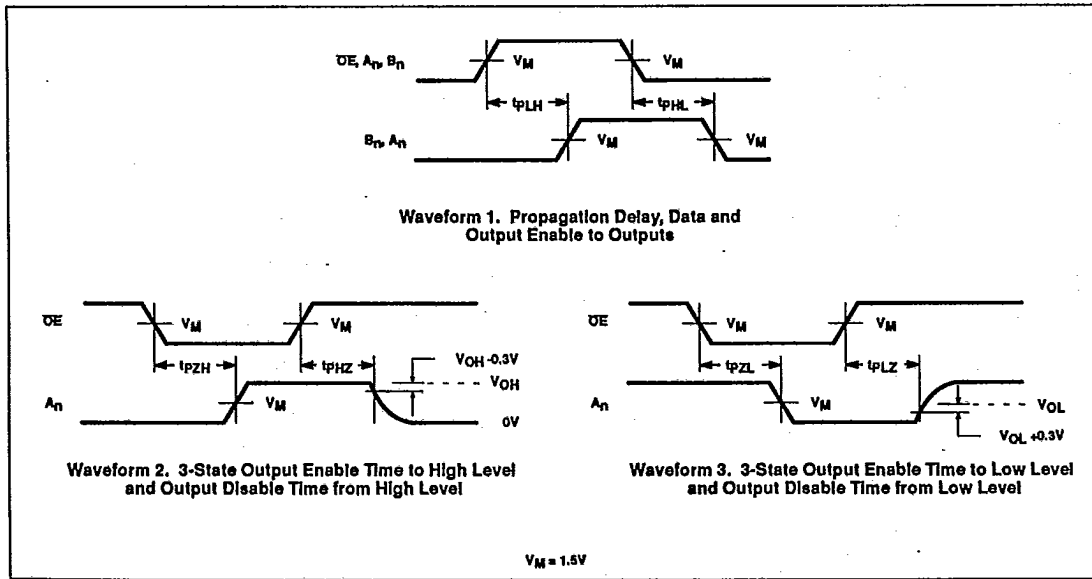 O̅E̅, An, Bn
VM
VM
tPLH
tPHL
Bn, An
VM
VM
Waveform 1. Propagation Delay, Data and
Output Enable to Outputs
O̅E̅
VM
VM
tPZH
tPHZ
VOH -0.3V
VOH
An
VM
0V
Waveform 2. 3-State Output Enable Time to High Level
and Output Disable Time from High Level
O̅E̅
VM
VM
tPZL
tPLZ
An
VM
VOL
VOL +0.3V
Waveform 3. 3-State Output Enable Time to Low Level
and Output Disable Time from Low Level
VM = 1.5V